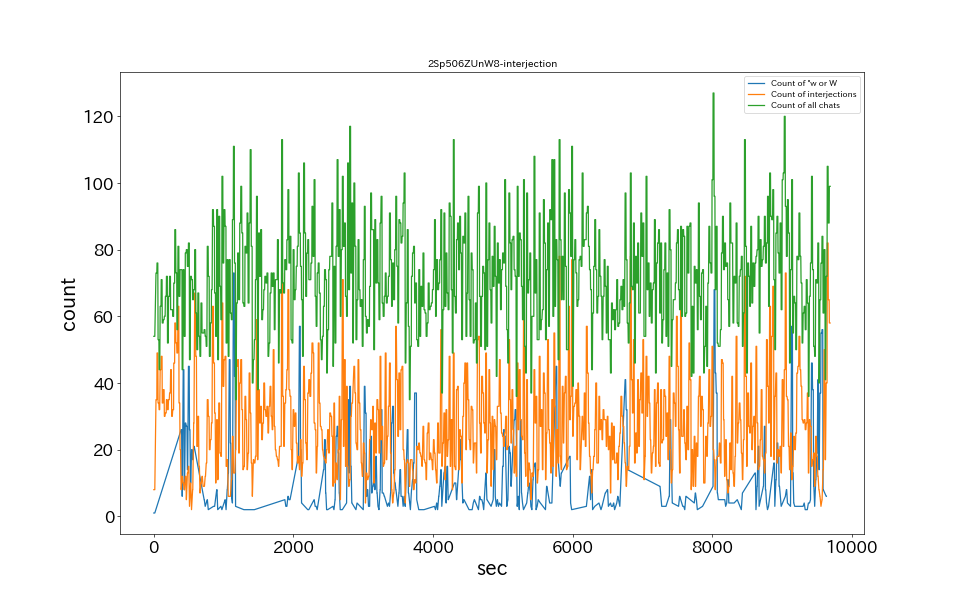 2Sp506ZUnW8-interjection
Count of "w or W
Count of interjections
Count of all chats
120
100
80
60
40
20
0
count
0 2000 4000 6000 8000 10000
sec